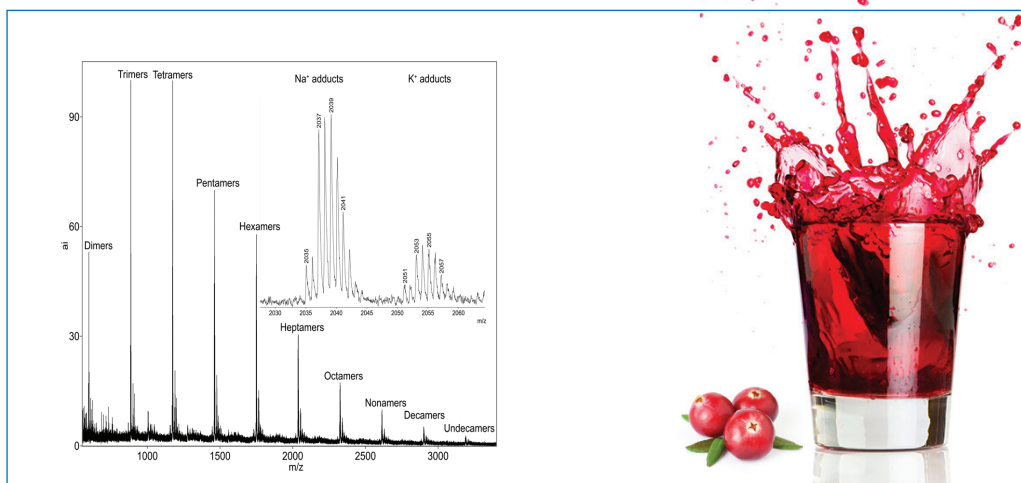 Trimers Tetramers
Na⁺ adducts
K⁺ adducts
90
2037
2039
Pentamers
2041
Hexamers
Dimers
60
ai
2035
2051
2053
2055
2057
2030 2035 2040 2045 2050 2055 2060
m/z
Heptamers
30
Octamers
Nonamers
Decamers
Undecamers
0
1000 1500 2000 2500 3000
m/z